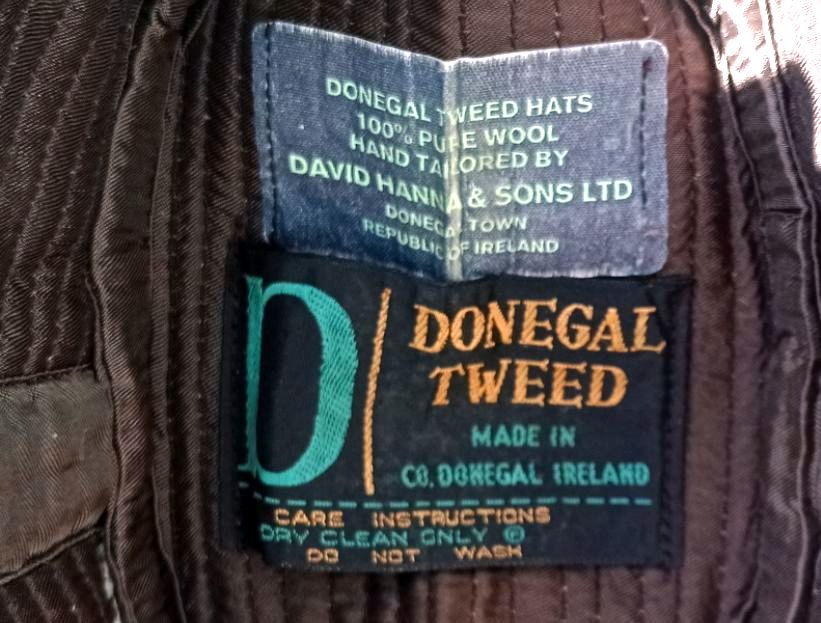 DONEGAL TWEED HATS
100% PURE WOOL
HAND TAILORED BY
DAVID HANNA & SONS LTD
DONEGAL TOWN
REPUBLIC OF IRELAND
D
DONEGAL
TWEED
MADE IN
CO. DONEGAL IRELAND
CARE INSTRUCTIONS
DRY CLEAN ONLY Ⓟ
DO NOT WASH